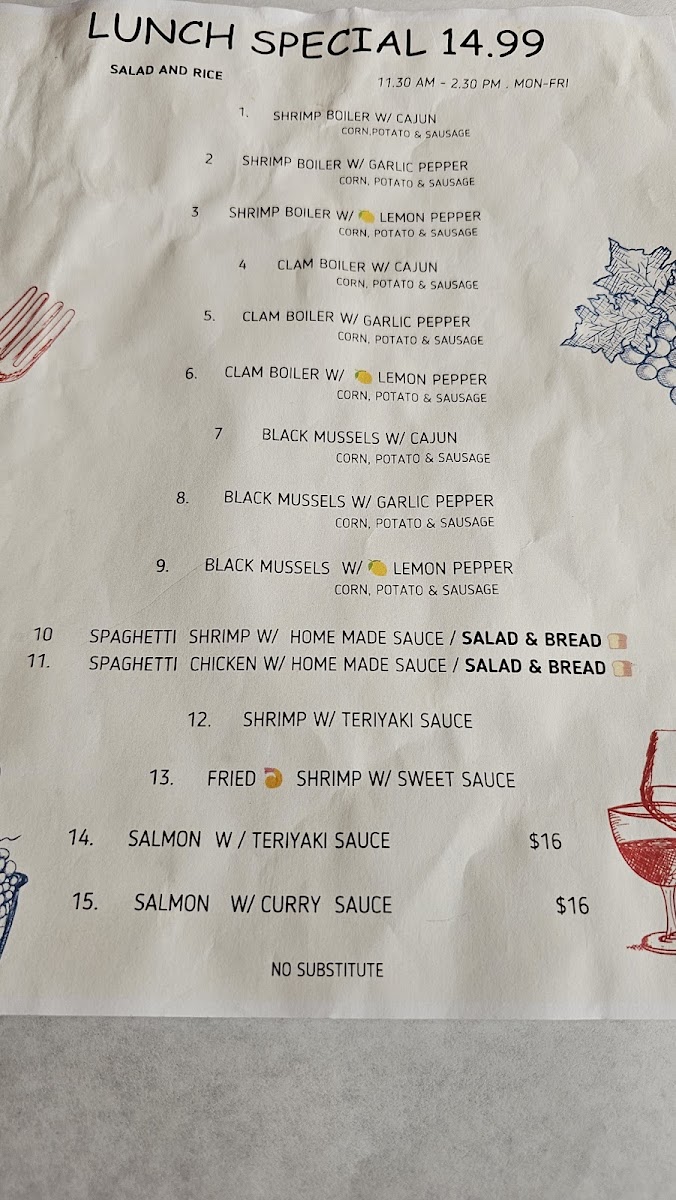 LUNCH SPECIAL 14.99
SALAD AND RICE
11.30 AM - 2.30 PM . MON-FRI
1. SHRIMP BOILER W/ CAJUN
CORN,POTATO & SAUSAGE
2 SHRIMP BOILER W/ GARLIC PEPPER
CORN, POTATO & SAUSAGE
3 SHRIMP BOILER W/ 🍋 LEMON PEPPER
CORN, POTATO & SAUSAGE
4 CLAM BOILER W/ CAJUN
CORN, POTATO & SAUSAGE
5. CLAM BOILER W/ GARLIC PEPPER
CORN, POTATO & SAUSAGE
6. CLAM BOILER W/ 🍋 LEMON PEPPER
CORN, POTATO & SAUSAGE
7 BLACK MUSSELS W/ CAJUN
CORN, POTATO & SAUSAGE
8. BLACK MUSSELS W/ GARLIC PEPPER
CORN, POTATO & SAUSAGE
9. BLACK MUSSELS W/ 🍋 LEMON PEPPER
CORN, POTATO & SAUSAGE
10 SPAGHETTI SHRIMP W/ HOME MADE SAUCE / SALAD & BREAD 🍞
11. SPAGHETTI CHICKEN W/ HOME MADE SAUCE / SALAD & BREAD 🍞
12. SHRIMP W/ TERIYAKI SAUCE
13. FRIED 🍤 SHRIMP W/ SWEET SAUCE
14. SALMON W / TERIYAKI SAUCE $16
15. SALMON W/ CURRY SAUCE $16
NO SUBSTITUTE